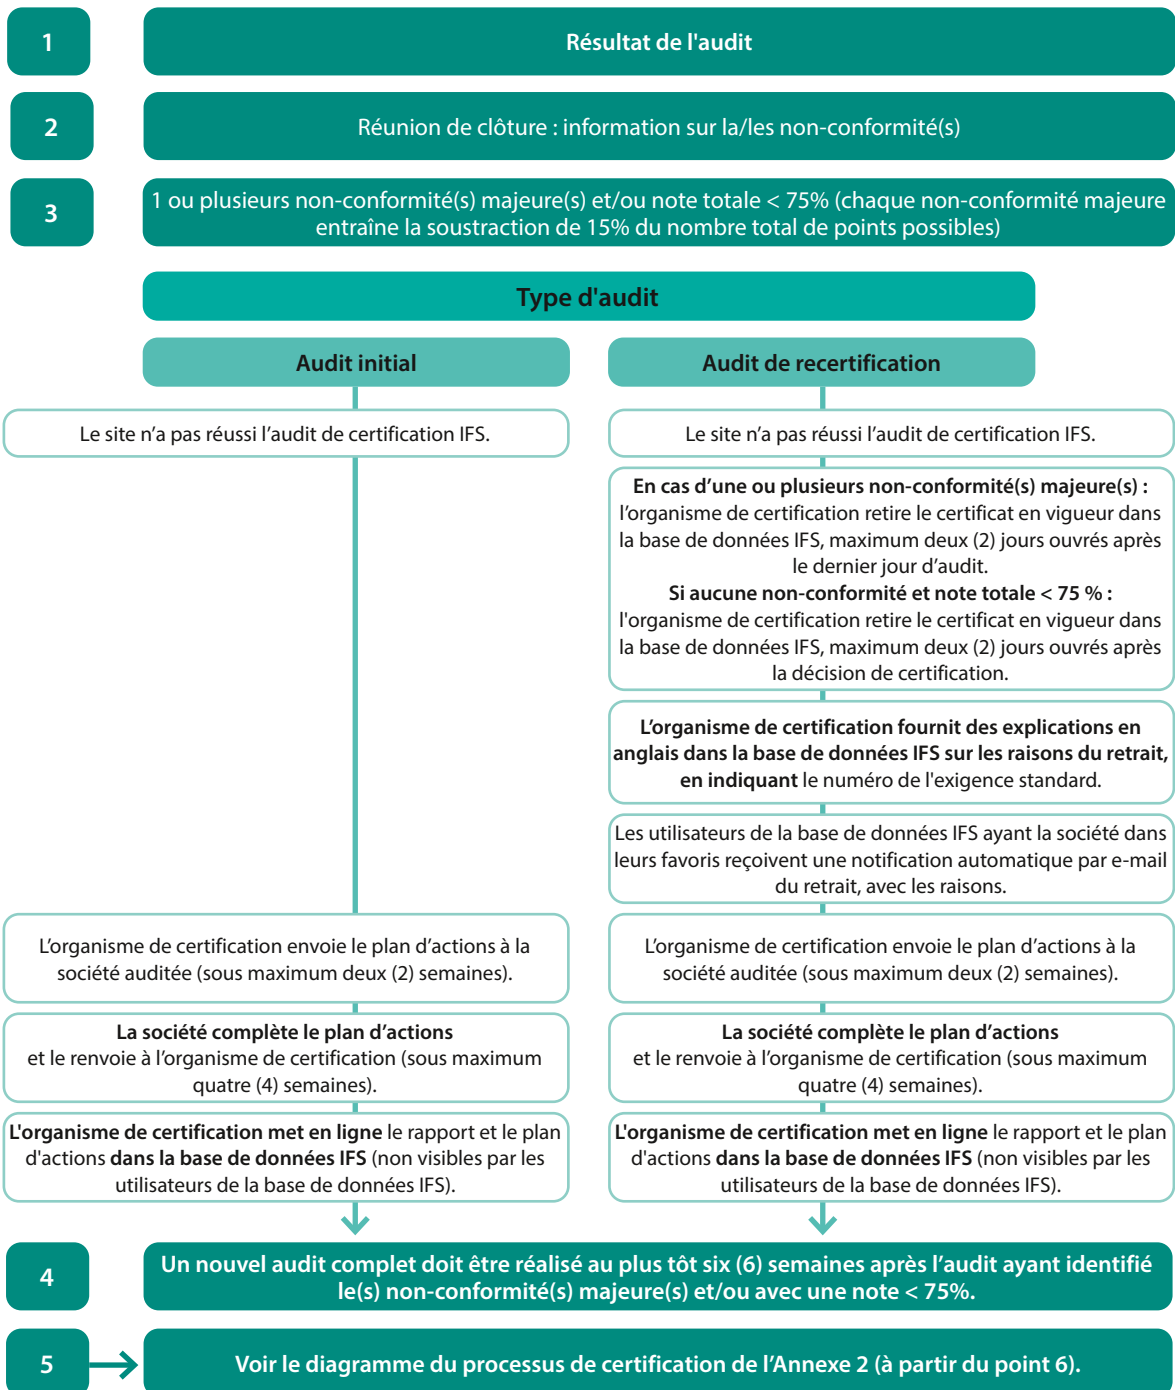 1
Résultat de l'audit
2
Réunion de clôture : information sur la/les non-conformité(s)
3
1 ou plusieurs non-conformité(s) majeure(s) et/ou note totale < 75% (chaque non-conformité majeure
entraîne la soustraction de 15% du nombre total de points possibles)
Type d'audit
Audit initial
Le site n’a pas réussi l’audit de certification IFS.
L’organisme de certification envoie le plan d’actions à la
société auditée (sous maximum deux (2) semaines).
La société complète le plan d’actions
et le renvoie à l’organisme de certification (sous maximum
quatre (4) semaines).
L'organisme de certification met en ligne le rapport et le plan
d'actions dans la base de données IFS (non visibles par les
utilisateurs de la base de données IFS).
Audit de recertification
Le site n’a pas réussi l’audit de certification IFS.
En cas d’une ou plusieurs non-conformité(s) majeure(s) :
l’organisme de certification retire le certificat en vigueur dans
la base de données IFS, maximum deux (2) jours ouvrés après
le dernier jour d’audit.
Si aucune non-conformité et note totale < 75 % :
l'organisme de certification retire le certificat en vigueur dans
la base de données IFS, maximum deux (2) jours ouvrés après
la décision de certification.
L’organisme de certification fournit des explications en
anglais dans la base de données IFS sur les raisons du retrait,
en indiquant le numéro de l'exigence standard.
Les utilisateurs de la base de données IFS ayant la société dans
leurs favoris reçoivent une notification automatique par e-mail
du retrait, avec les raisons.
L’organisme de certification envoie le plan d’actions à la
société auditée (sous maximum deux (2) semaines).
La société complète le plan d’actions
et le renvoie à l’organisme de certification (sous maximum
quatre (4) semaines).
L'organisme de certification met en ligne le rapport et le plan
d'actions dans la base de données IFS (non visibles par les
utilisateurs de la base de données IFS).
4
Un nouvel audit complet doit être réalisé au plus tôt six (6) semaines après l’audit ayant identifié
le(s) non-conformité(s) majeure(s) et/ou avec une note < 75%.
5
Voir le diagramme du processus de certification de l’Annexe 2 (à partir du point 6).